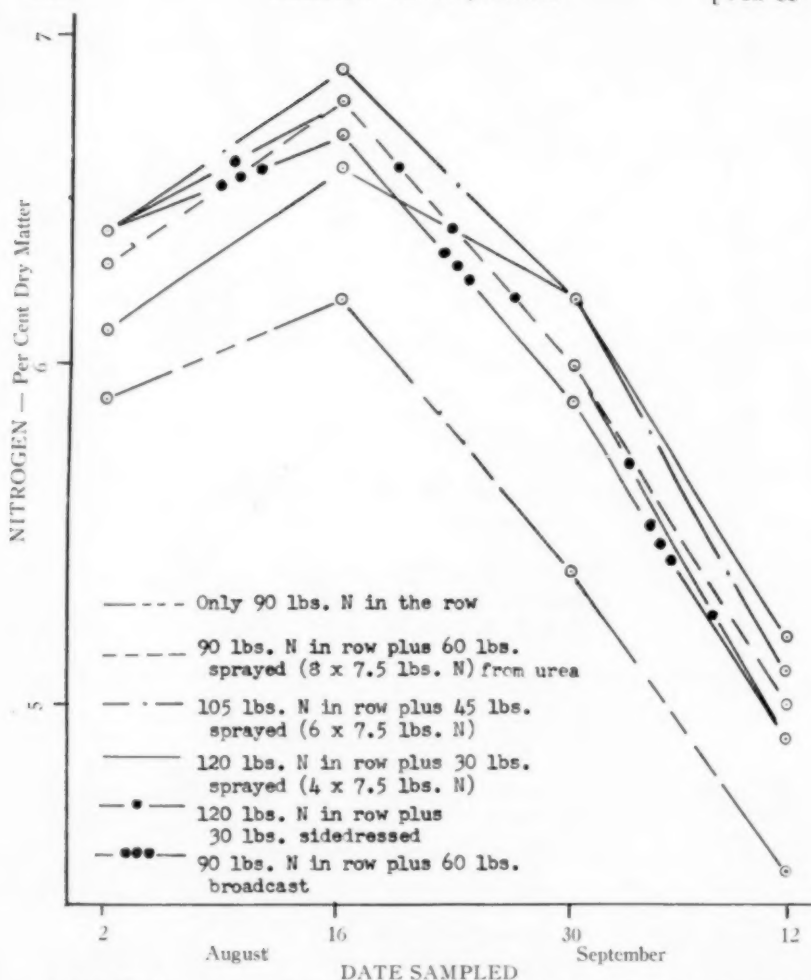 7
6
5
NITROGEN — Per Cent Dry Matter
Only 90 lbs. N in the row
90 lbs. N in row plus 60 lbs.
sprayed (8 x 7.5 lbs. N) from urea
105 lbs. N in row plus 45 lbs.
sprayed (6 x 7.5 lbs. N)
120 lbs. N in row plus 30 lbs.
sprayed (4 x 7.5 lbs. N)
120 lbs. N in row plus
30 lbs. sidedressed
90 lbs. N in row plus 60 lbs.
broadcast
2 16 30 12
August September
DATE SAMPLED